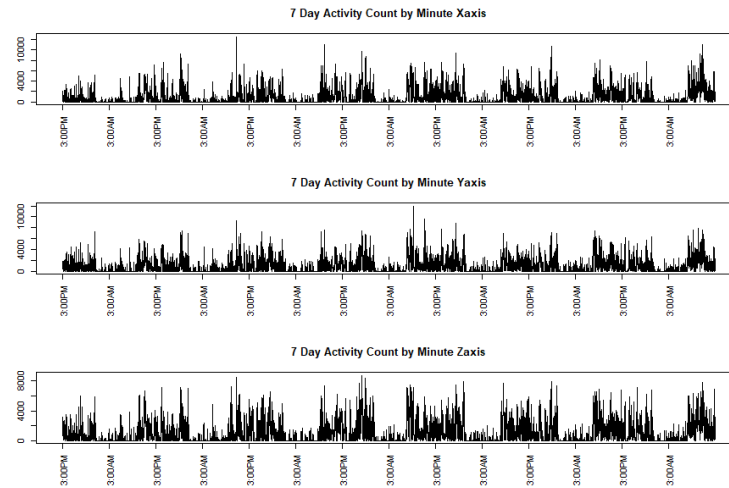 7 Day Activity Count by Minute Xaxis
10000
4000
0
3:00PM 3:00AM 3:00PM 3:00AM 3:00PM 3:00AM 3:00PM 3:00AM 3:00PM 3:00AM 3:00PM 3:00AM 3:00PM 3:00AM
7 Day Activity Count by Minute Yaxis
10000
4000
0
3:00PM 3:00AM 3:00PM 3:00AM 3:00PM 3:00AM 3:00PM 3:00AM 3:00PM 3:00AM 3:00PM 3:00AM 3:00PM 3:00AM
7 Day Activity Count by Minute Zaxis
8000
4000
0
3:00PM 3:00AM 3:00PM 3:00AM 3:00PM 3:00AM 3:00PM 3:00AM 3:00PM 3:00AM 3:00PM 3:00AM 3:00PM 3:00AM